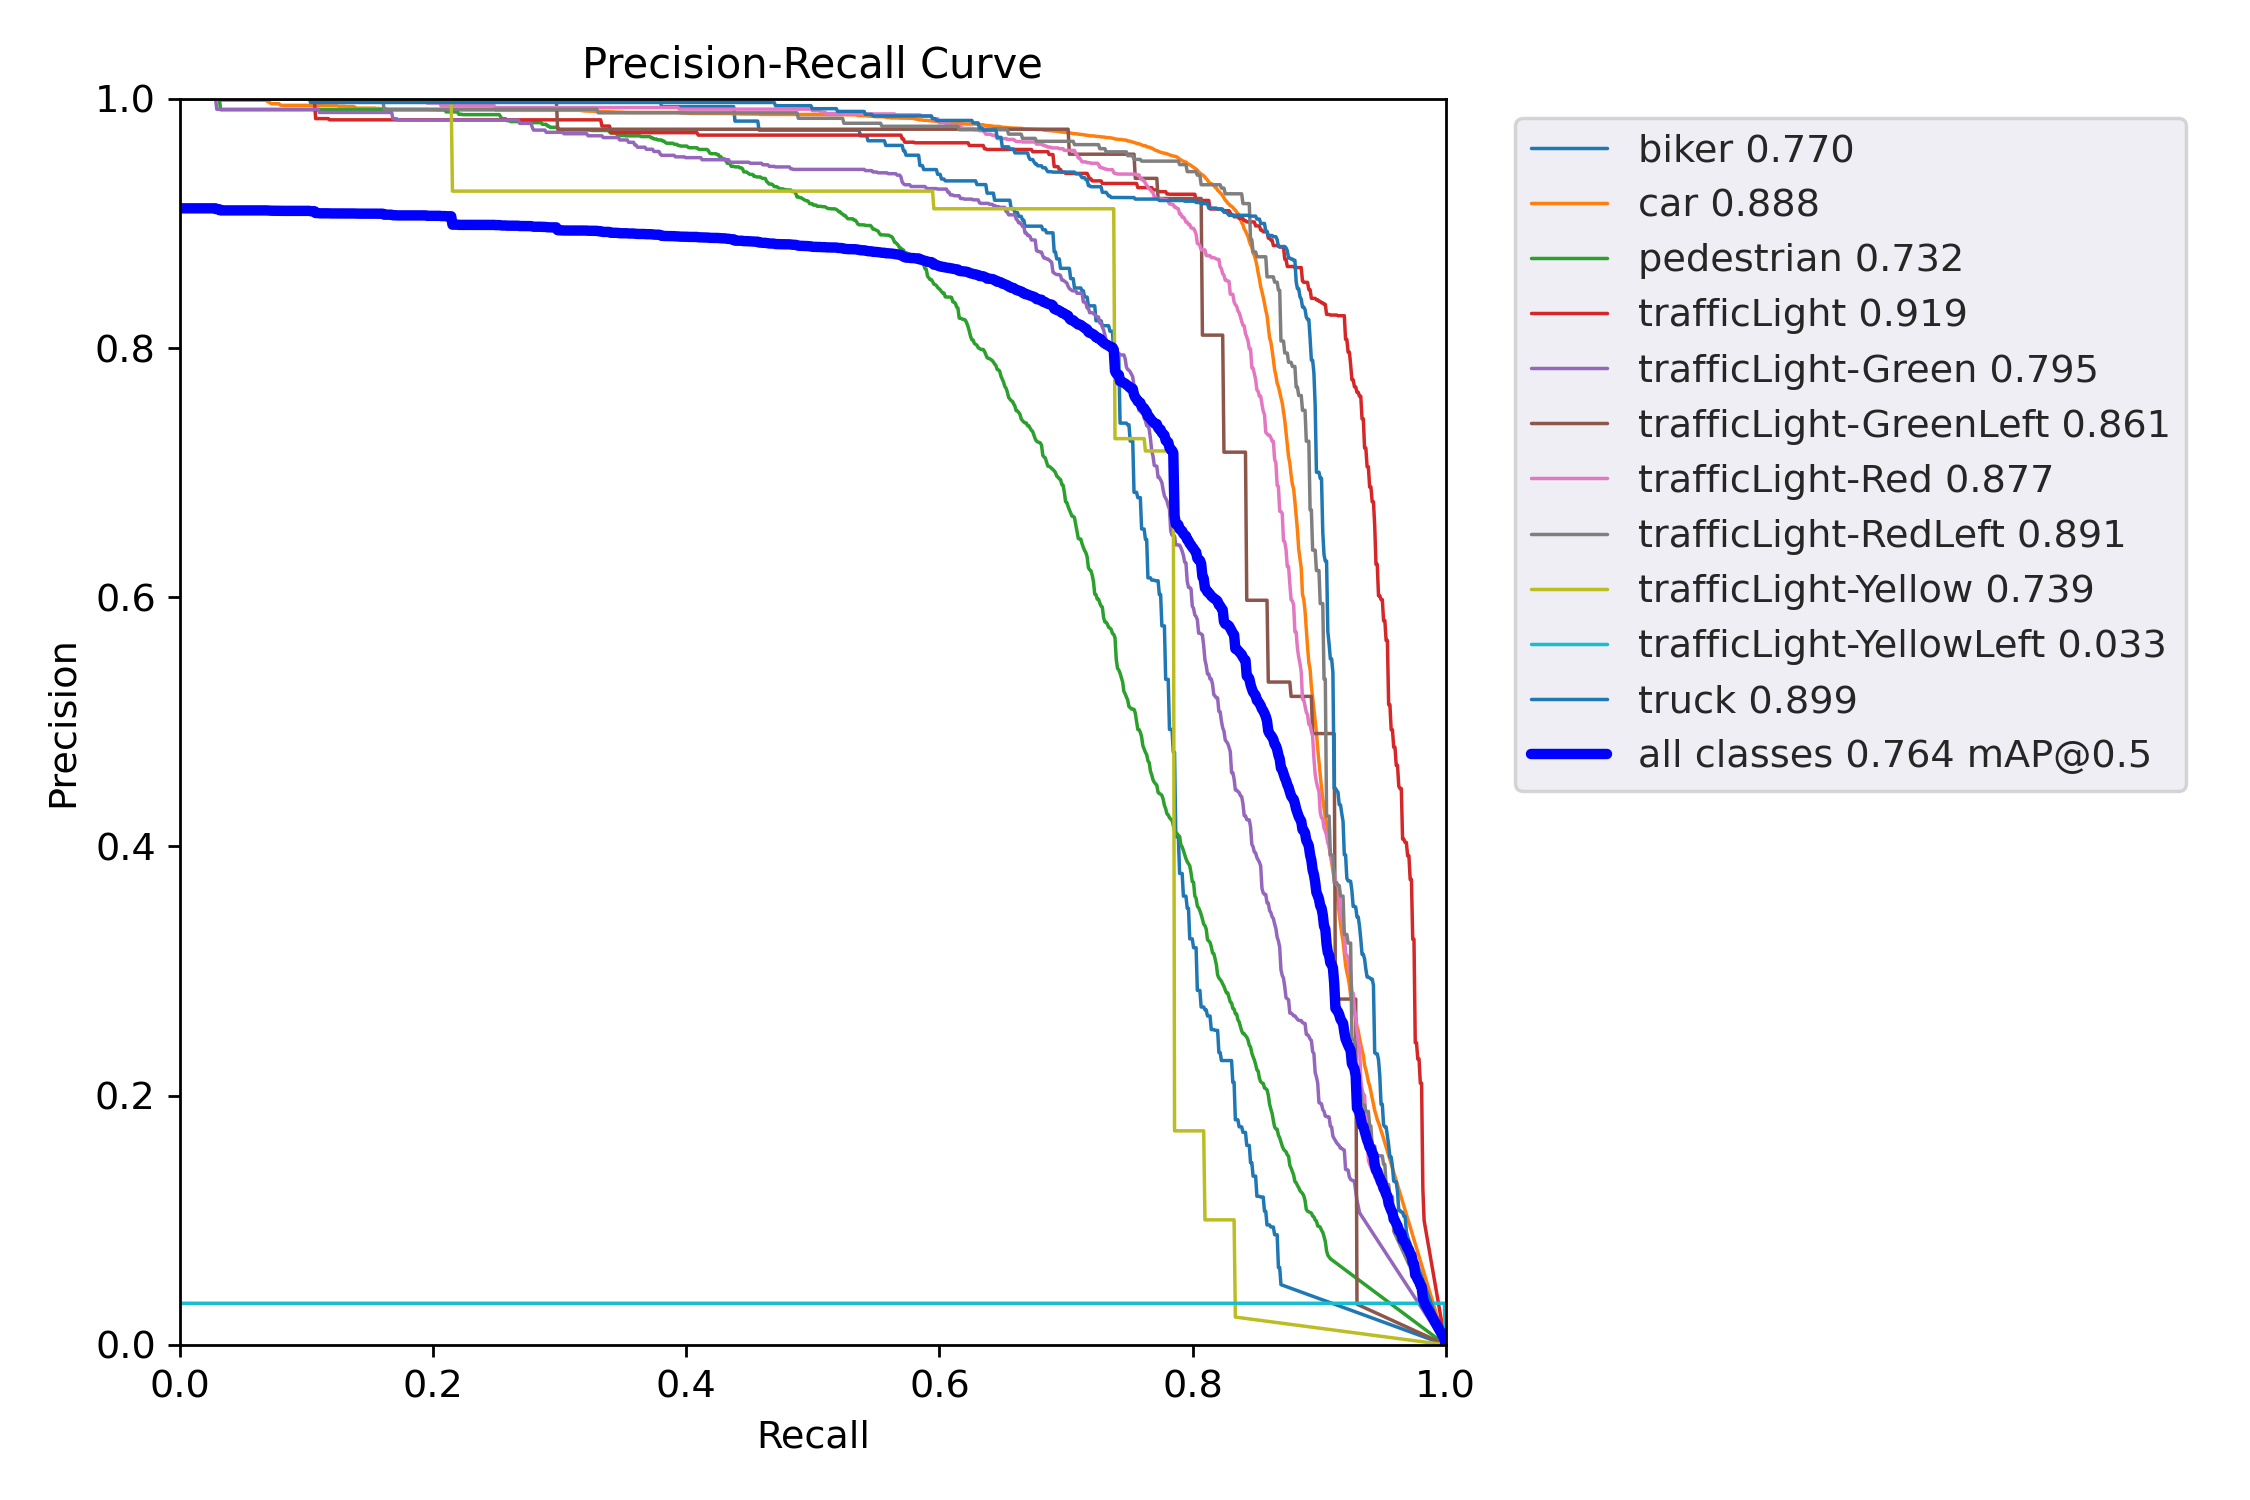 Precision-Recall Curve
1.0
0.8
0.6
0.4
0.2
0.0
Precision
0.0 0.2 0.4 0.6 0.8 1.0
Recall
biker 0.770
car 0.888
pedestrian 0.732
trafficLight 0.919
trafficLight-Green 0.795
trafficLight-GreenLeft 0.861
trafficLight-Red 0.877
trafficLight-RedLeft 0.891
trafficLight-Yellow 0.739
trafficLight-YellowLeft 0.033
truck 0.899
all classes 0.764 mAP@0.5